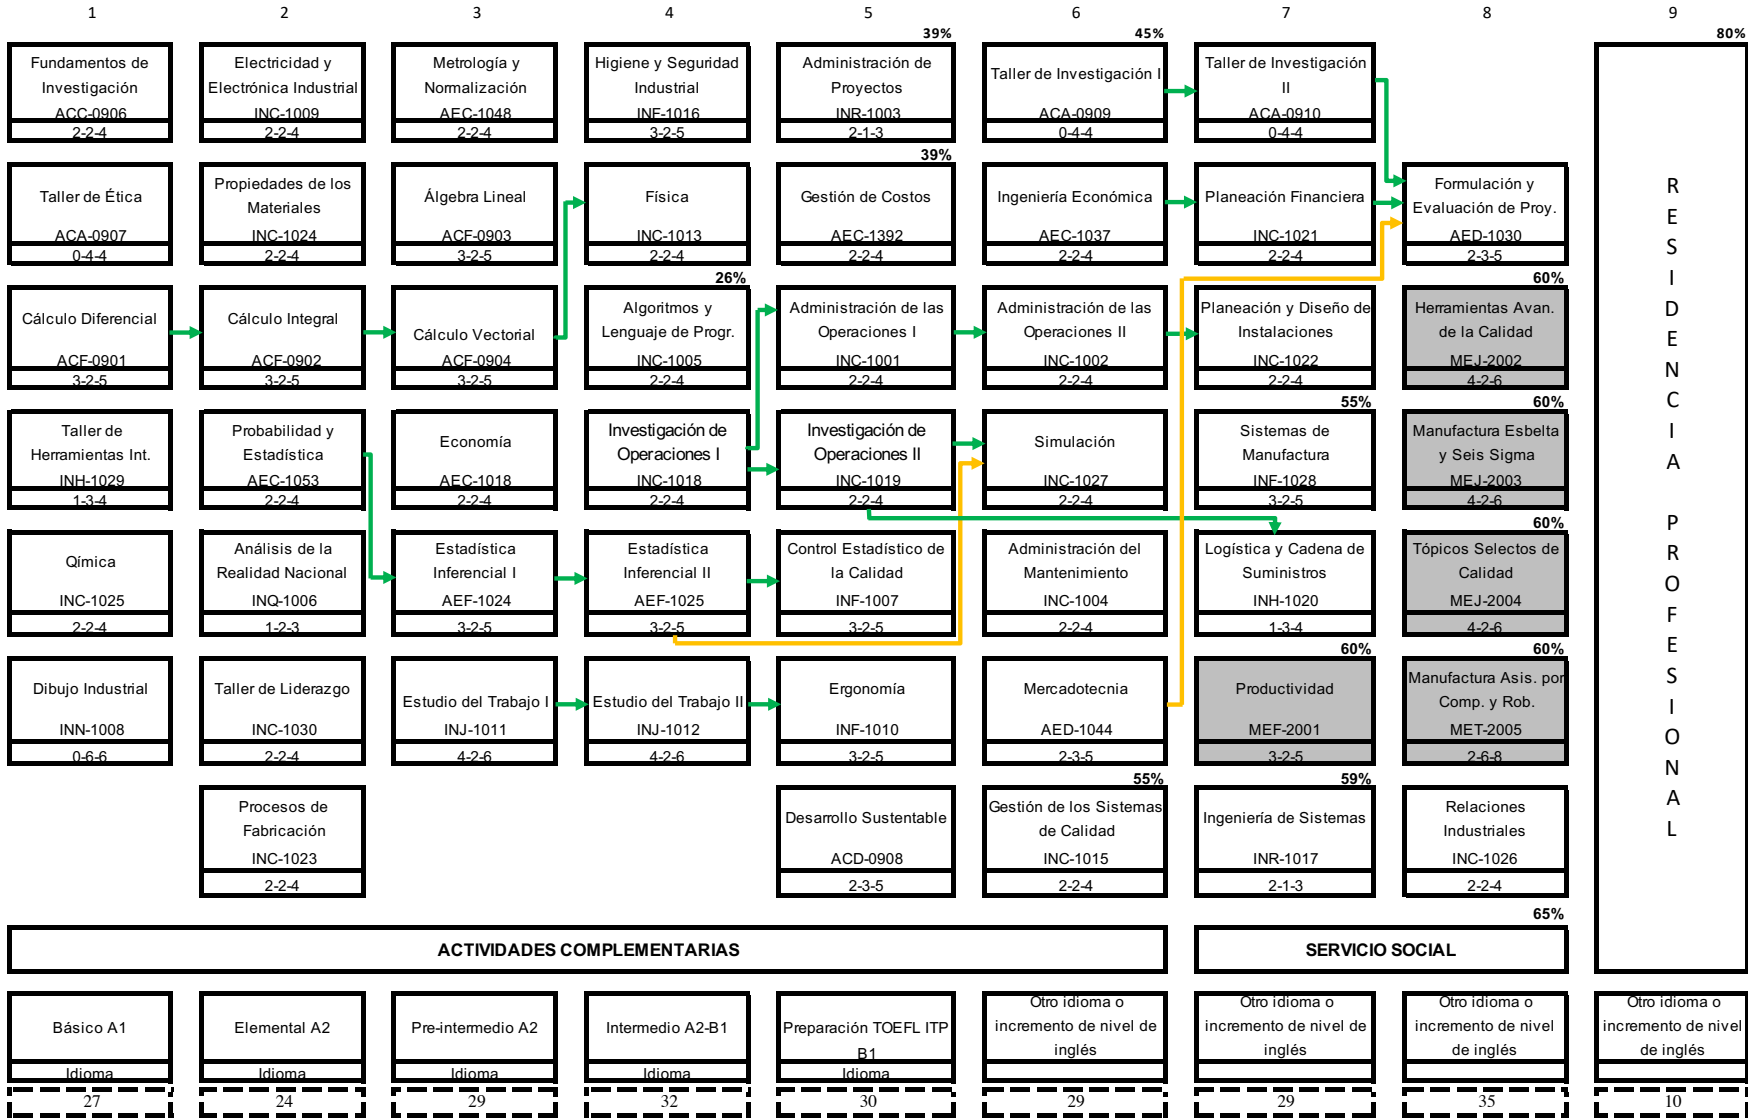 1 2 3 4 5 6 7 8 9
39% 45% 80%
Fundamentos de
Investigación
ACC-0906
2-2-4
Electricidad y
Electrónica Industrial
INC-1009
2-2-4
Metrología y
Normalización
AEC-1048
2-2-4
Higiene y Seguridad
Industrial
INF-1016
3-2-5
Administración de
Proyectos
INR-1003
2-1-3
Taller de Investigación I
ACA-0909
0-4-4
Taller de Investigación
II
ACA-0910
0-4-4
39%
Taller de Ética
ACA-0907
0-4-4
Propiedades de los
Materiales
INC-1024
2-2-4
Álgebra Lineal
ACF-0903
3-2-5
Física
INC-1013
2-2-4
Gestión de Costos
AEC-1392
2-2-4
Ingeniería Económica
AEC-1037
2-2-4
Planeación Financiera
INC-1021
2-2-4
Formulación y
Evaluación de Proy.
AED-1030
2-3-5
26% 60%
Cálculo Diferencial
ACF-0901
3-2-5
Cálculo Integral
ACF-0902
3-2-5
Cálculo Vectorial
ACF-0904
3-2-5
Algoritmos y
Lenguaje de Progr.
INC-1005
2-2-4
Administración de las
Operaciones I
INC-1001
2-2-4
Administración de las
Operaciones II
INC-1002
2-2-4
Planeación y Diseño de
Instalaciones
INC-1022
2-2-4
Herramientas Avan.
de la Calidad
MEJ-2002
4-2-6
55% 60%
Taller de
Herramientas Int.
INH-1029
1-3-4
Probabilidad y
Estadística
AEC-1053
2-2-4
Economía
AEC-1018
2-2-4
Investigación de
Operaciones I
INC-1018
2-2-4
Investigación de
Operaciones II
INC-1019
2-2-4
Simulación
INC-1027
2-2-4
Sistemas de
Manufactura
INF-1028
3-2-5
Manufactura Esbelta
y Seis Sigma
MEJ-2003
4-2-6
60%
Qímica
INC-1025
2-2-4
Análisis de la
Realidad Nacional
INQ-1006
1-2-3
Estadística
Inferencial I
AEF-1024
3-2-5
Estadística
Inferencial II
AEF-1025
3-2-5
Control Estadístico de
la Calidad
INF-1007
3-2-5
Administración del
Mantenimiento
INC-1004
2-2-4
Logística y Cadena de
Suministros
INH-1020
1-3-4
Tópicos Selectos de
Calidad
MEJ-2004
4-2-6
60% 60%
Dibujo Industrial
INN-1008
0-6-6
Taller de Liderazgo
INC-1030
2-2-4
Estudio del Trabajo I
INJ-1011
4-2-6
Estudio del Trabajo II
INJ-1012
4-2-6
Ergonomía
INF-1010
3-2-5
Mercadotecnia
AED-1044
2-3-5
Productividad
MEF-2001
3-2-5
Manufactura Asis. por
Comp. y Rob.
MET-2005
2-6-8
55% 59%
Procesos de
Fabricación
INC-1023
2-2-4
Desarrollo Sustentable
ACD-0908
2-3-5
Gestión de los Sistemas
de Calidad
INC-1015
2-2-4
Ingeniería de Sistemas
INR-1017
2-1-3
Relaciones
Industriales
INC-1026
2-2-4
RESIDENCIA PROFESIONAL
65%
ACTIVIDADES COMPLEMENTARIAS
SERVICIO SOCIAL
Básico A1
Idioma
27
Elemental A2
Idioma
24
Pre-intermedio A2
Idioma
29
Intermedio A2-B1
Idioma
32
Preparación TOEFL ITP
B1
Idioma
30
Otro idioma o
incremento de nivel de
inglés
29
Otro idioma o
incremento de nivel de
inglés
29
Otro idioma o
incremento de nivel
de inglés
35
Otro idioma o
incremento de nivel
de inglés
10